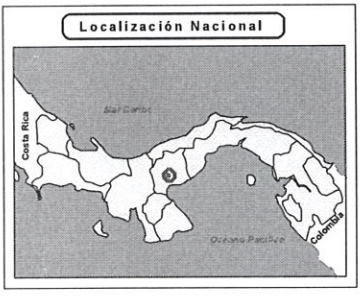 Localización Nacional
Mar Caribe
Costa Rica
Océano Pacífico
Colombia